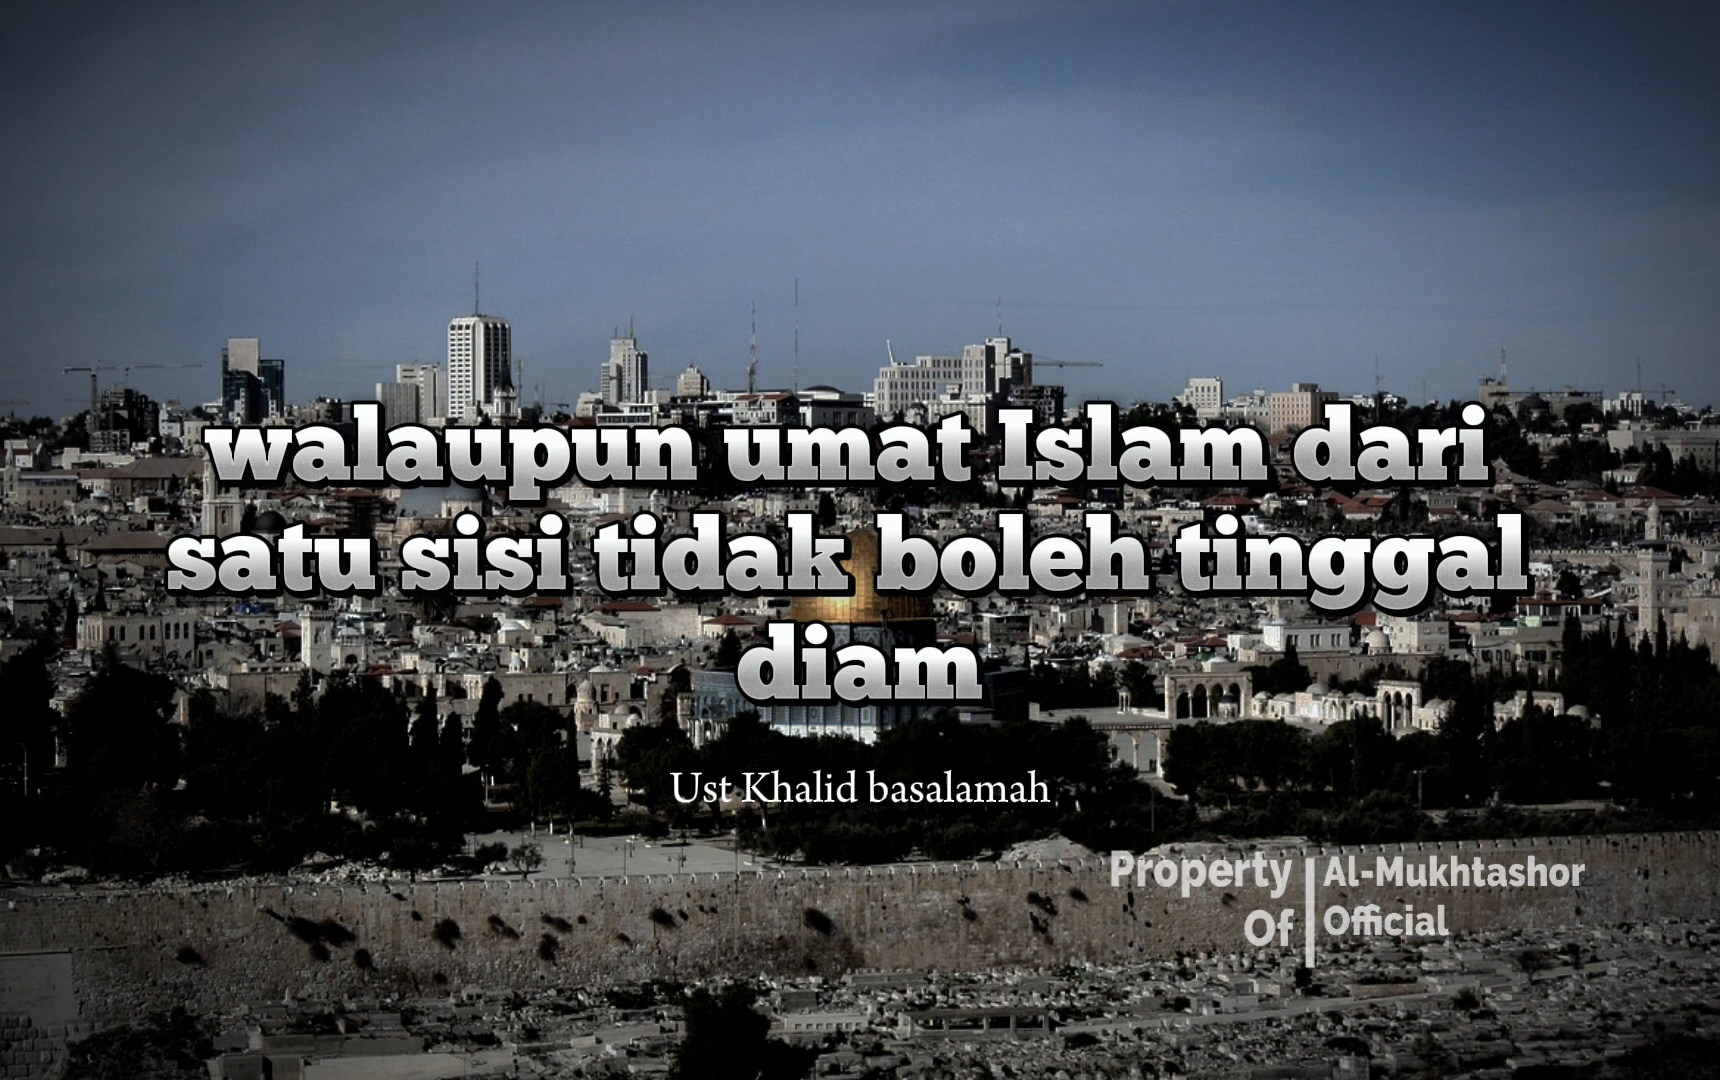 walaupun umat Islam dari
satu sisi tidak boleh tinggal
diam
Ust Khalid basalamah
Property
Of
Al-Mukhtashor
Official